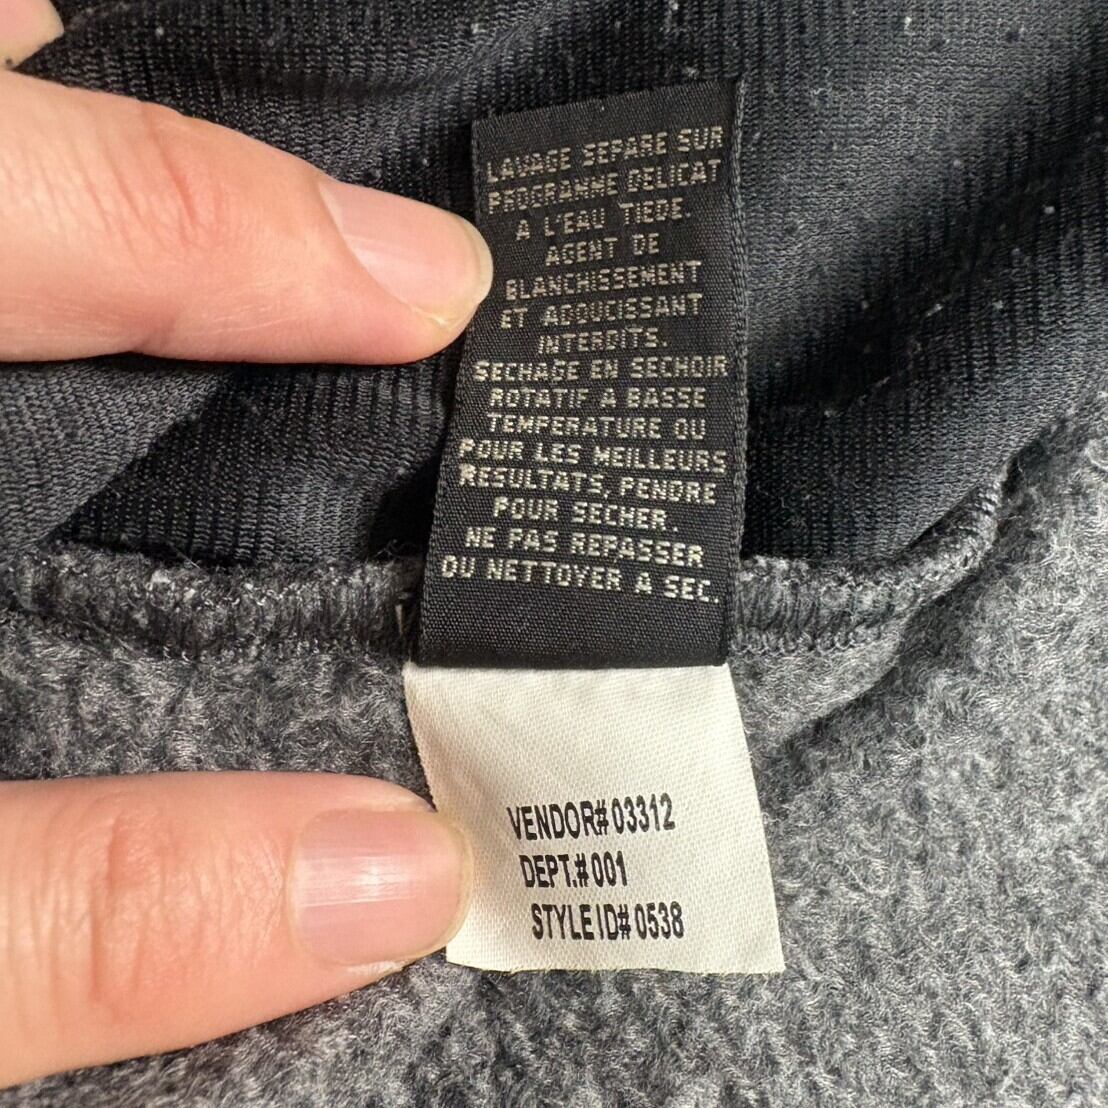 LAVAGE SEPARE SUR
PROGRAMME DELICAT
A L'EAU TIEDE.
AGENT DE
BLANCHISSEMENT
ET ADOUCISSANT
INTERDITS.
SECHAGE EN SECHOIR
ROTATIF A BASSE
TEMPERATURE OU
POUR LES MEILLEURS
RESULTATS, PENDRE
POUR SECHER.
NE PAS REPASSER
OU NETTOYER A SEC.
VENDOR# 03312
DEPT.# 001
STYLE ID# 0538